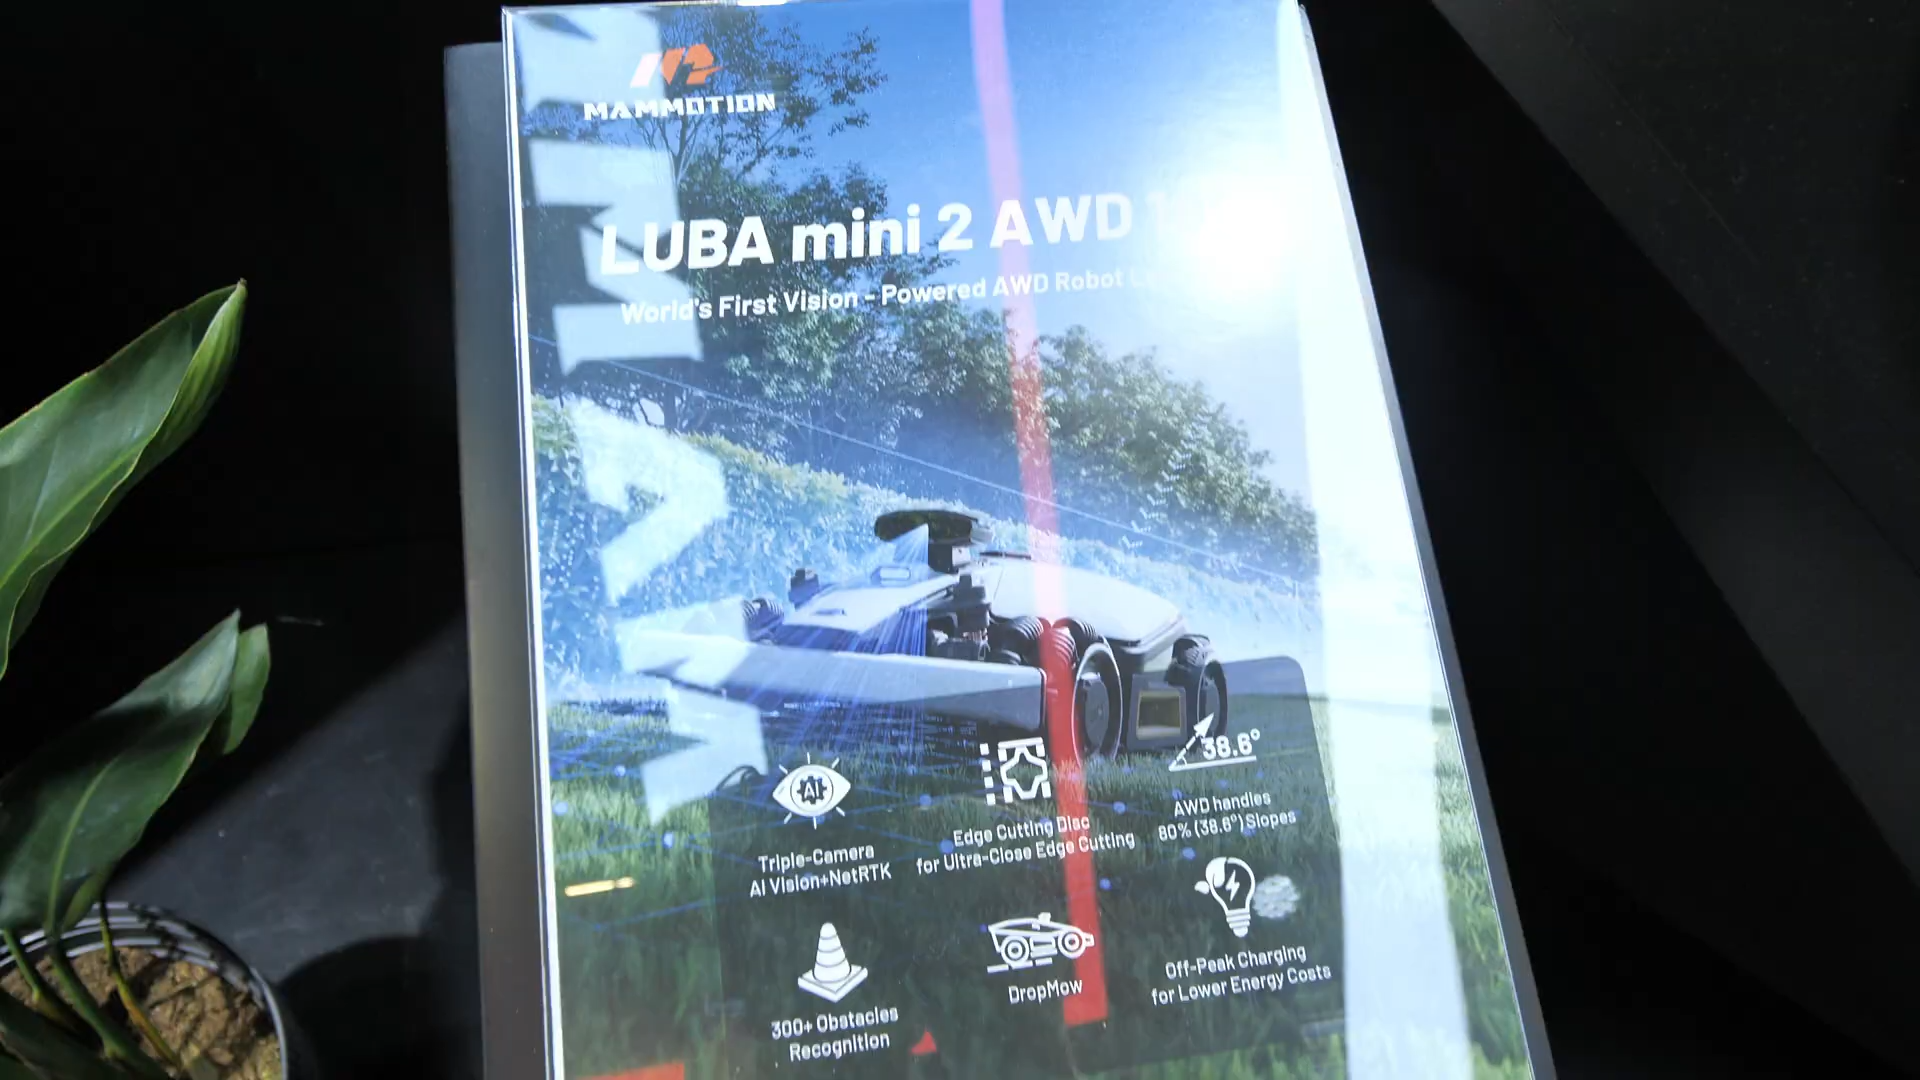 MAMMOTION
LUBA mini 2 AWD
World's First Vision - Powered AWD Robot
AI
38.6°
Triple-Camera
AI Vision+NetRTK
Edge Cutting Disc
for Ultra-Close Edge Cutting
AWD handles
80% (38.6°) Slopes
300+ Obstacles
Recognition
DropMow
Off-Peak Charging
for Lower Energy Costs